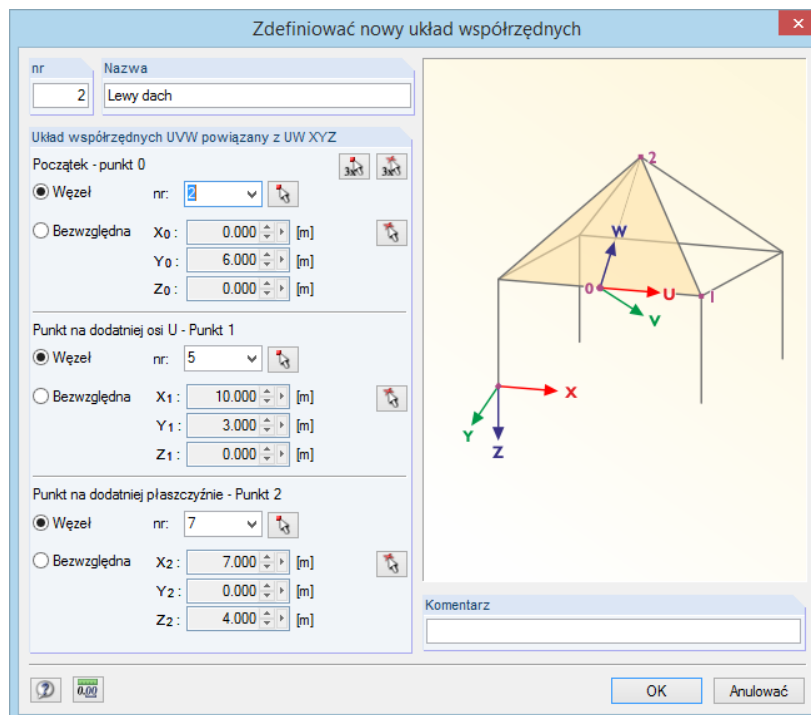 Zdefiniować nowy układ współrzędnych
nr
Nazwa
2
Lewy dach
Układ współrzędnych UVW powiązany z UW XYZ
Początek - punkt 0
3x
3x
Węzeł
nr:
2
Bezwzględna
X0 :
0.000
[m]
Y0 :
6.000
[m]
Z0 :
0.000
[m]
Punkt na dodatniej osi U - Punkt 1
Węzeł
nr:
5
Bezwzględna
X1 :
10.000
[m]
Y1 :
3.000
[m]
Z1 :
0.000
[m]
Punkt na dodatniej płaszczyźnie - Punkt 2
Węzeł
nr:
7
Bezwzględna
X2 :
7.000
[m]
Y2 :
0.000
[m]
Z2 :
4.000
[m]
2
W
0
U
1
V
X
Y
Z
Komentarz
0.00
OK
Anulować